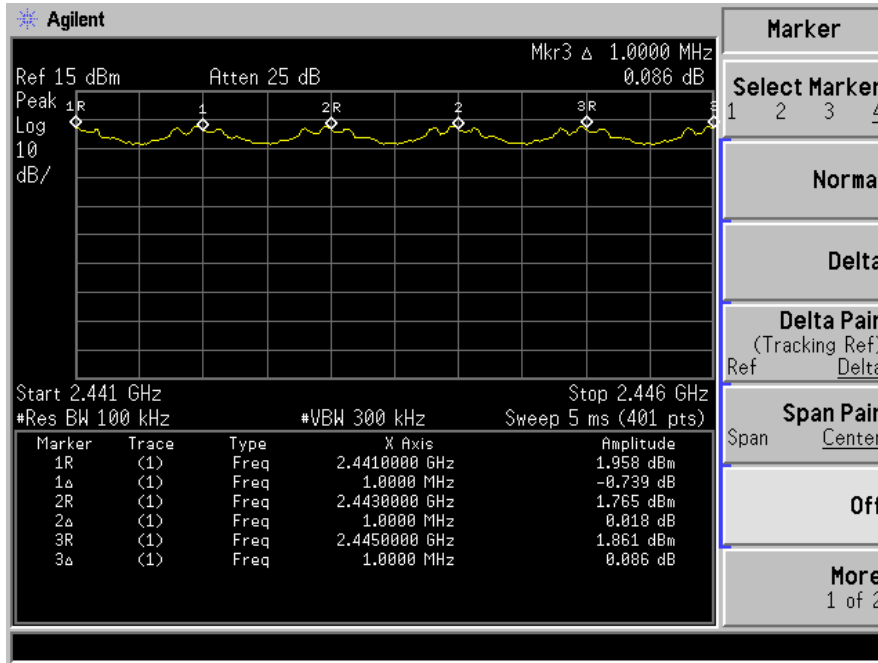 Agilent
Marker
Mkr3 Δ 1.0000 MHz
Ref 15 dBm Atten 25 dB 0.086 dB
Peak
Log
10
dB/
1R 1 2R 2 3R 3
Start 2.441 GHz Stop 2.446 GHz
#Res BW 100 kHz #VBW 300 kHz Sweep 5 ms (401 pts)
Marker Trace Type X Axis Amplitude
1R (1) Freq 2.4410000 GHz 1.958 dBm
1Δ (1) Freq 1.0000 MHz -0.739 dB
2R (1) Freq 2.4430000 GHz 1.765 dBm
2Δ (1) Freq 1.0000 MHz 0.018 dB
3R (1) Freq 2.4450000 GHz 1.861 dBm
3Δ (1) Freq 1.0000 MHz 0.086 dB
Select Marker
1 2 3 4
Norma
Delta
Delta Pair
(Tracking Ref)
Ref Delta
Span Pair
Span Center
Off
More
1 of 2